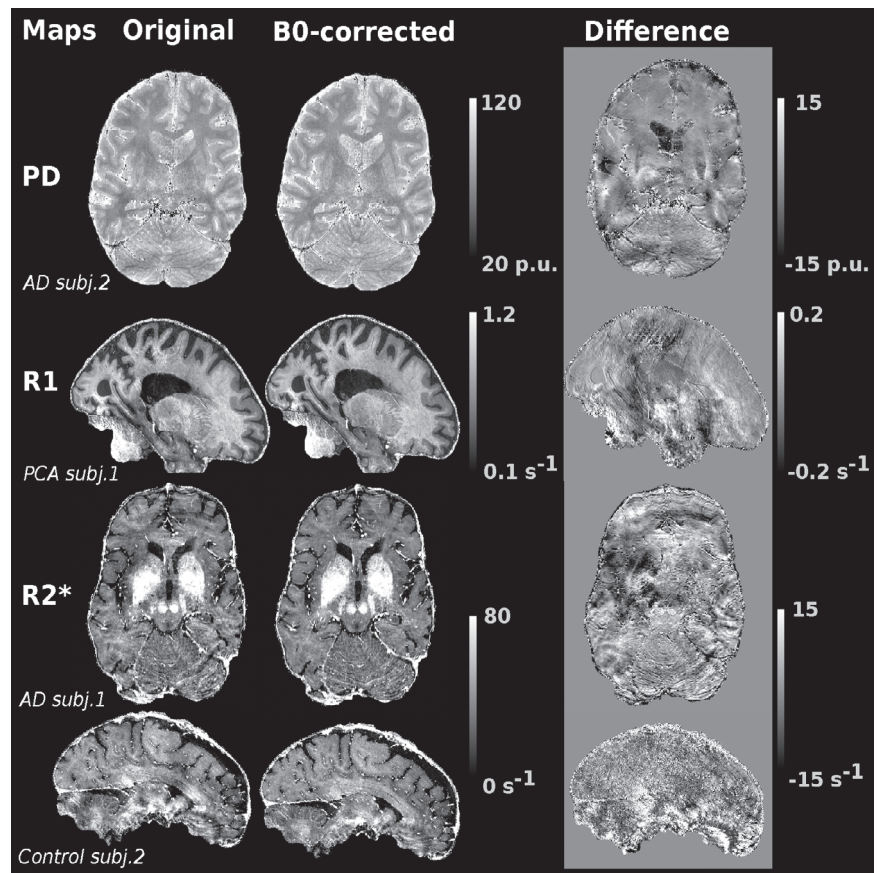 Maps Original B0-corrected Difference
120 15
PD
20 p.u. -15 p.u.
AD subj.2
1.2 0.2
R1
0.1 s⁻¹ -0.2 s⁻¹
PCA subj.1
R2*
80 15
AD subj.1
0 s⁻¹ -15 s⁻¹
Control subj.2